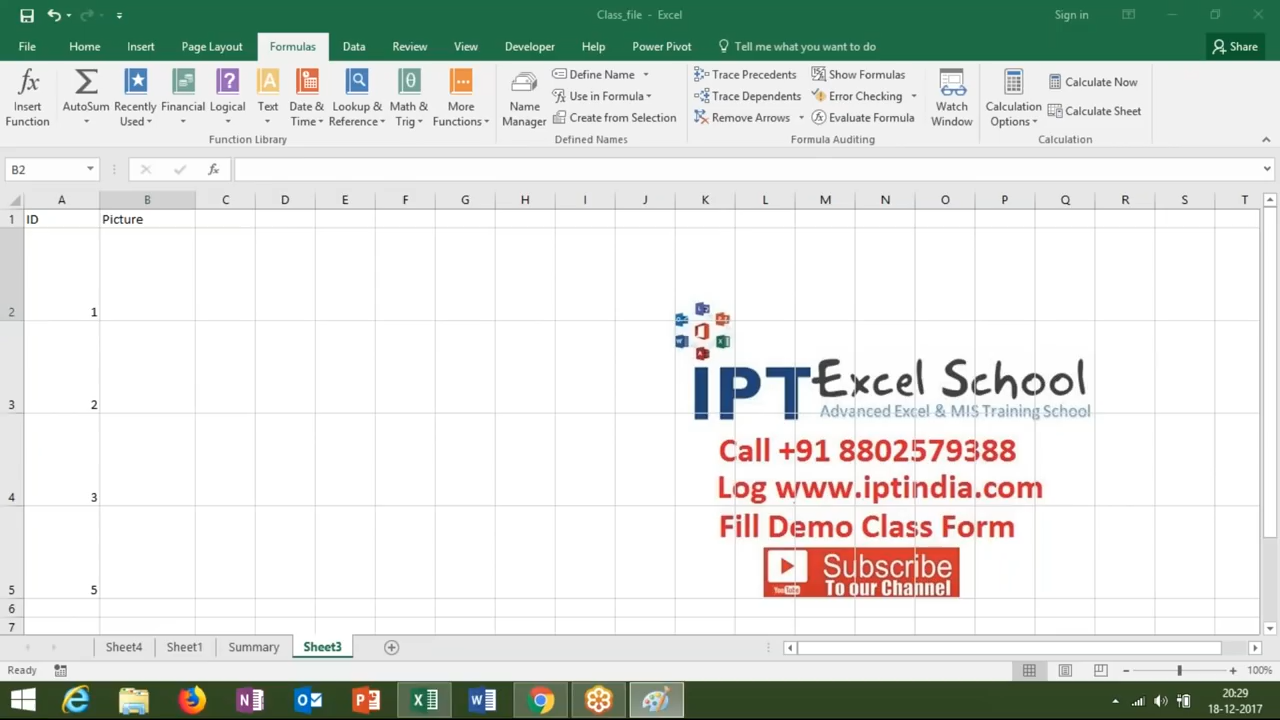 Class_file - Excel
Sign in
File Home Insert Page Layout Formulas Data Review View Developer Help Power Pivot Tell me what you want to do Share
Insert Function
AutoSum
Recently Used
Financial
Logical
Text
Date & Time
Lookup & Reference
Math & Trig
More Functions
Function Library
Name Manager
Define Name
Use in Formula
Create from Selection
Defined Names
Trace Precedents
Trace Dependents
Remove Arrows
Show Formulas
Error Checking
Evaluate Formula
Formula Auditing
Watch Window
Calculation Options
Calculate Now
Calculate Sheet
Calculation
B2
fx
A B C D E F G H I J K L M N O P Q R S T
1 ID Picture
2 1
3 2
4 3
5 5
6
7
IPT Excel School
Advanced Excel & MIS Training School
Call +91 8802579388
Log www.iptindia.com
Fill Demo Class Form
Subscribe
YouTube To our Channel
Sheet4 Sheet1 Summary Sheet3
Ready
100%
20:29
18-12-2017